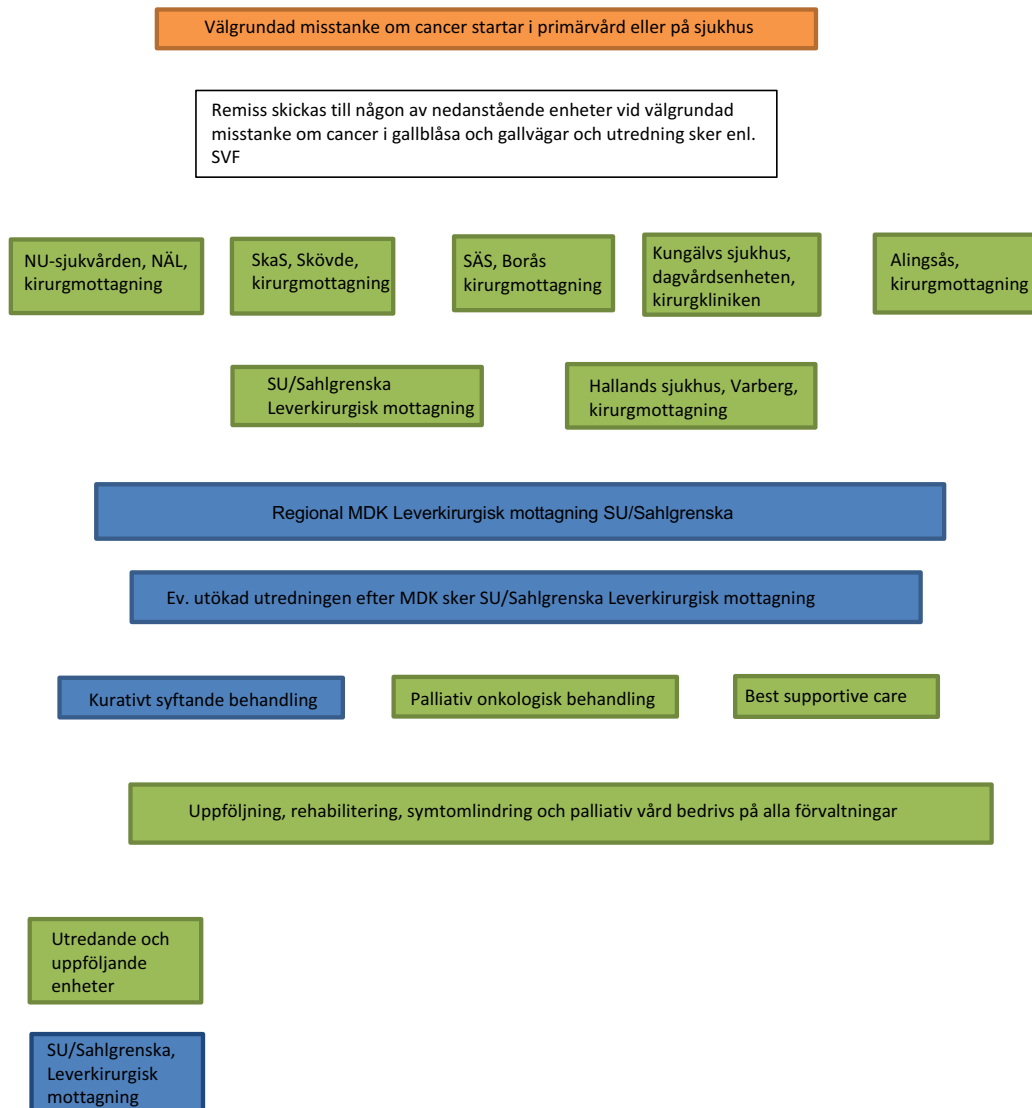 Välgrundad misstanke om cancer startar i primärvård eller på sjukhus
Remiss skickas till någon av nedanstående enheter vid välgrundad
misstanke om cancer i gallblåsa och gallvägar och utredning sker enl.
SVF
NU-sjukvården, NÄL,
kirurgmottagning
SkaS, Skövde,
kirurgmottagning
SÄS, Borås
kirurgmottagning
Kungälvs sjukhus,
dagvårdsenheten,
kirurgkliniken
Alingsås,
kirurgmottagning
SU/Sahlgrenska
Leverkirurgisk mottagning
Hallands sjukhus, Varberg,
kirurgmottagning
Regional MDK Leverkirurgisk mottagning SU/Sahlgrenska
Ev. utökad utredningen efter MDK sker SU/Sahlgrenska Leverkirurgisk mottagning
Kurativt syftande behandling
Palliativ onkologisk behandling
Best supportive care
Uppföljning, rehabilitering, symtomlindring och palliativ vård bedrivs på alla förvaltningar
Utredande och
uppföljande
enheter
SU/Sahlgrenska,
Leverkirurgisk
mottagning